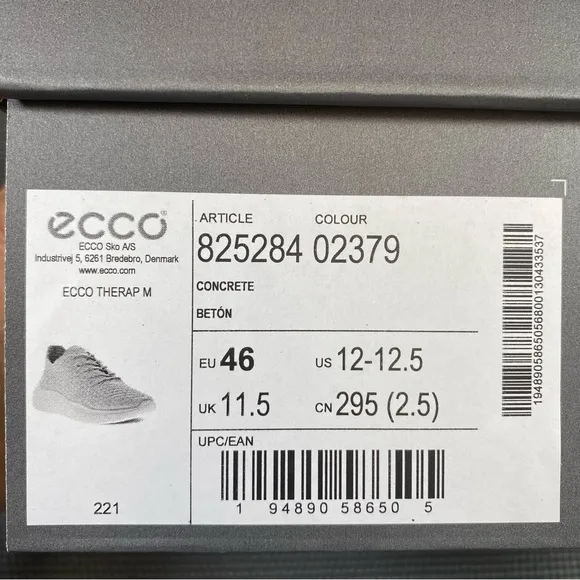 ecco
ECCO Sko A/S
Industrivej 5, 6261 Bredebro, Denmark
www.ecco.com
ECCO THERAP M
221
ARTICLE COLOUR
825284 02379
CONCRETE
BETÓN
EU 46 US 12-12.5
UK 11.5 CN 295 (2.5)
UPC/EAN
1 94890 58650 5
1948905865056800130433537